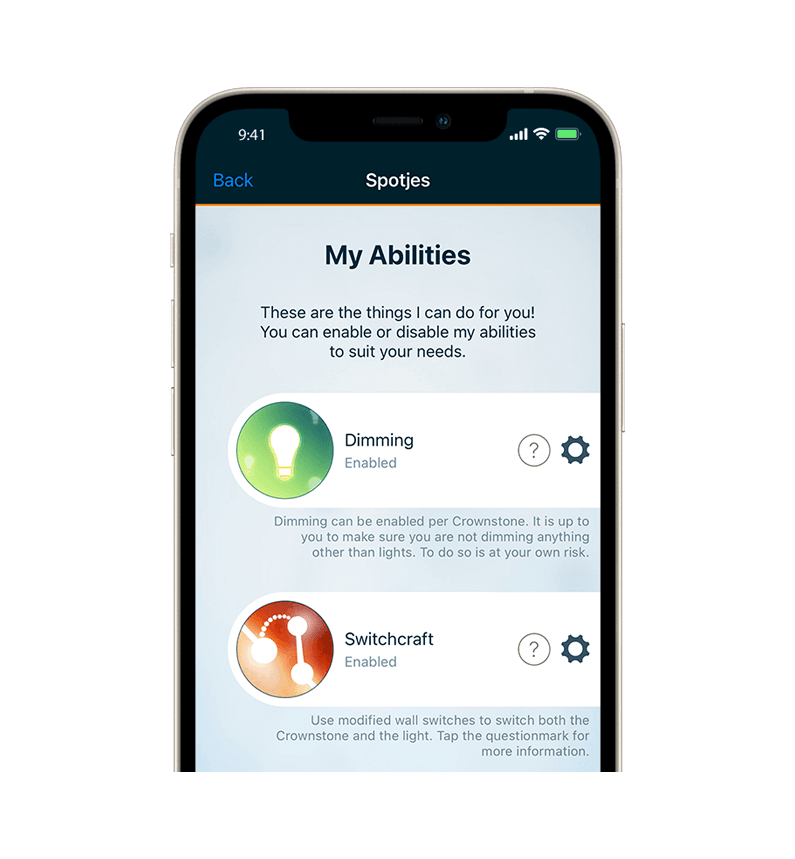 9:41
Back
Spotjes
My Abilities
These are the things I can do for you!
You can enable or disable my abilities
to suit your needs.
Dimming
Enabled
?
Dimming can be enabled per Crownstone. It is up
to you to make sure you are not dimming anything
other than lights. To do so is at your own risk.
Switchcraft
Enabled
?
Use modified wall switches to switch both the
Crownstone and the light. Tap the questionmark for
more information.